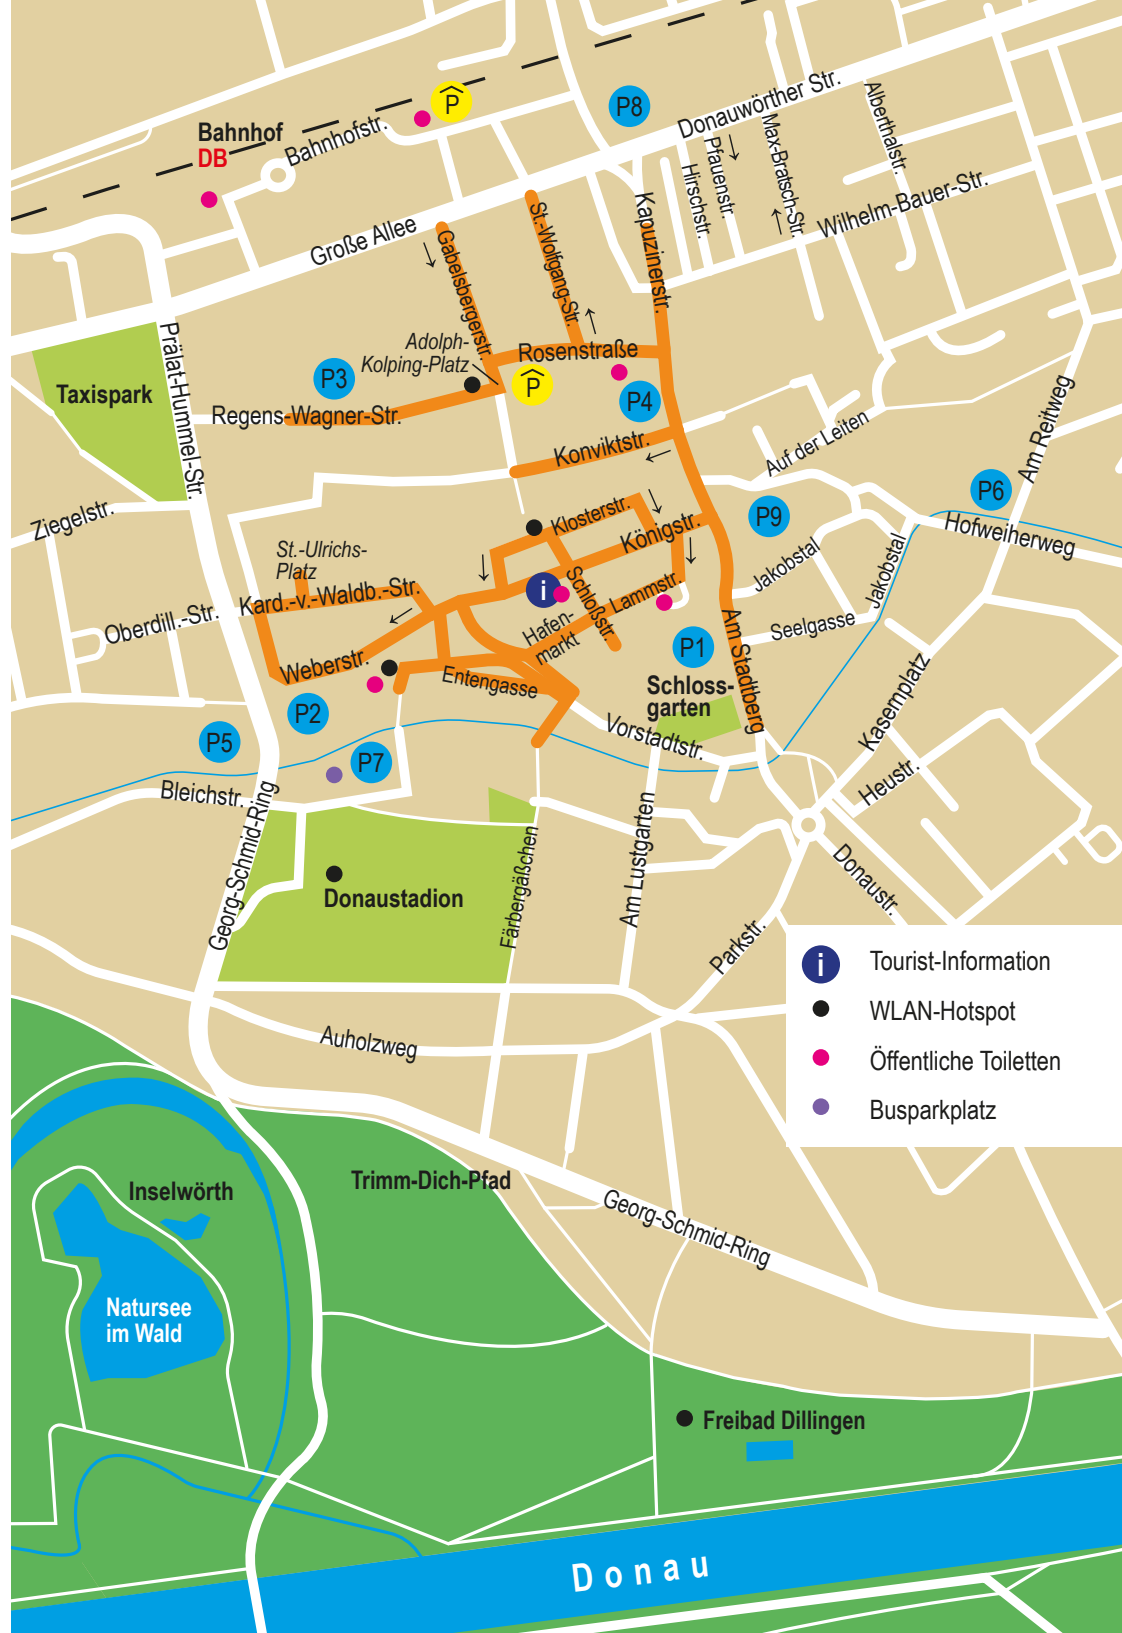 P
P8
Donauwörther Str.
Bahnhof
DB
Bahnhofstr.
Pfauenstr.
Hirschstr.
Max-Bratsch-Str.
Alberthalstr.
Wilhelm-Bauer-Str.
Große Allee
Gabelsbergerstr.
St.-Wolfgang-Str.
Kapuzinerstr.
Prälat-Hummel-Str.
Adolph-
Kolping-Platz
Rosenstraße
Taxispark
P3
P
P4
Regens-Wagner-Str.
Konviktstr.
Auf der Leiten
Am Reitweg
P6
Ziegelstr.
Klosterstr.
Königstr.
P9
Hofweiherweg
St.-Ulrichs-
Platz
Kard.-v.-Waldb.-Str.
Oberdill.-Str.
i
Schloßstr.
Lammstr.
Jakobstal
Jakobstal
Hafen-
markt
Seelgasse
Am Stadtberg
P1
Weberstr.
Entengasse
Schloss-
garten
Kasernplatz
P2
P5
P7
Vorstadtstr.
Bleichstr.
Heustr.
Georg-Schmid-Ring
Donaustadion
Färbergäßchen
Am Lustgarten
Donaustr.
Parkstr.
i
Tourist-Information
WLAN-Hotspot
Öffentliche Toiletten
Busparkplatz
Auholzweg
Trimm-Dich-Pfad
Inselwörth
Georg-Schmid-Ring
Natursee
im Wald
Freibad Dillingen
Donau